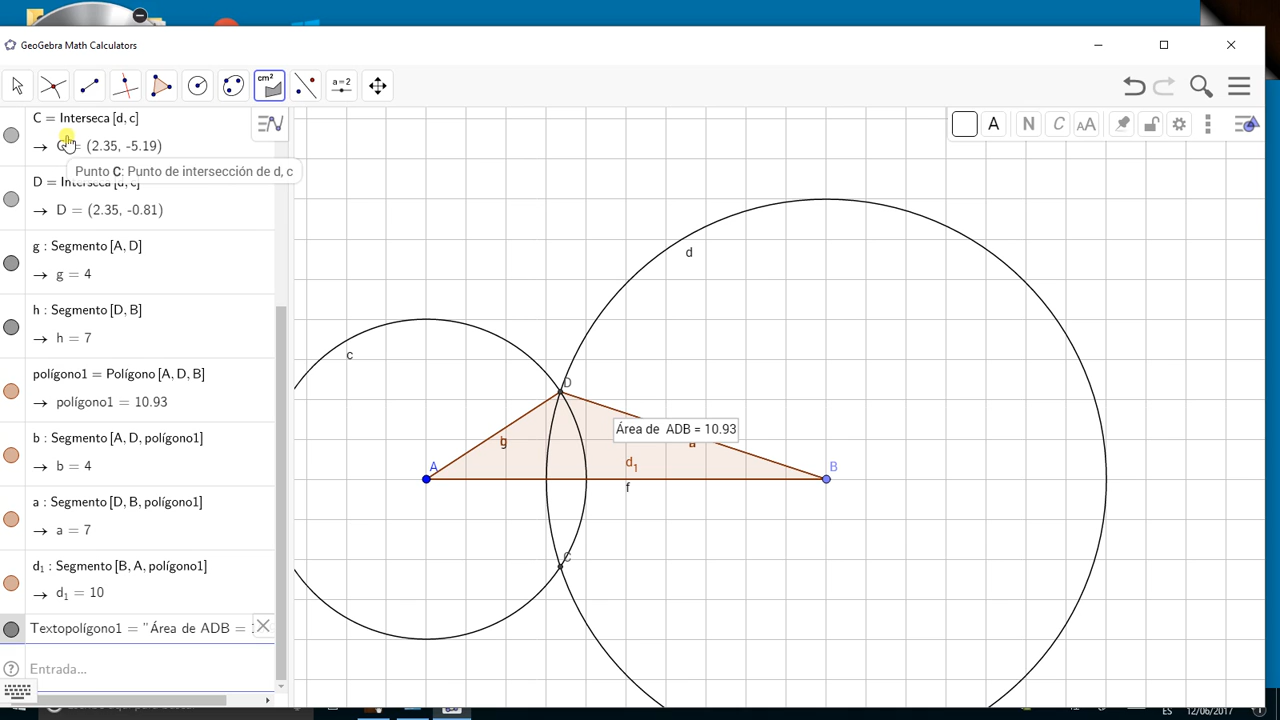 GeoGebra Math Calculators
cm²
a=2
C = Interseca [d, c]
= (2.35, -5.19)
Punto C: Punto de intersección de d, c
D = Interseca [d, c]
→ D = (2.35, -0.81)
g : Segmento [A, D]
→ g = 4
h : Segmento [D, B]
→ h = 7
polígono1 = Polígono [A, D, B]
→ polígono1 = 10.93
b : Segmento [A, D, polígono1]
→ b = 4
a : Segmento [D, B, polígono1]
→ a = 7
d₁ : Segmento [B, A, polígono1]
→ d₁ = 10
Textopolígono1 = "Área de ADB =
Entrada...
A N C AA
d
c
D
g
Área de ADB = 10.93
A
d₁
B
f
C
ES
12/06/2017